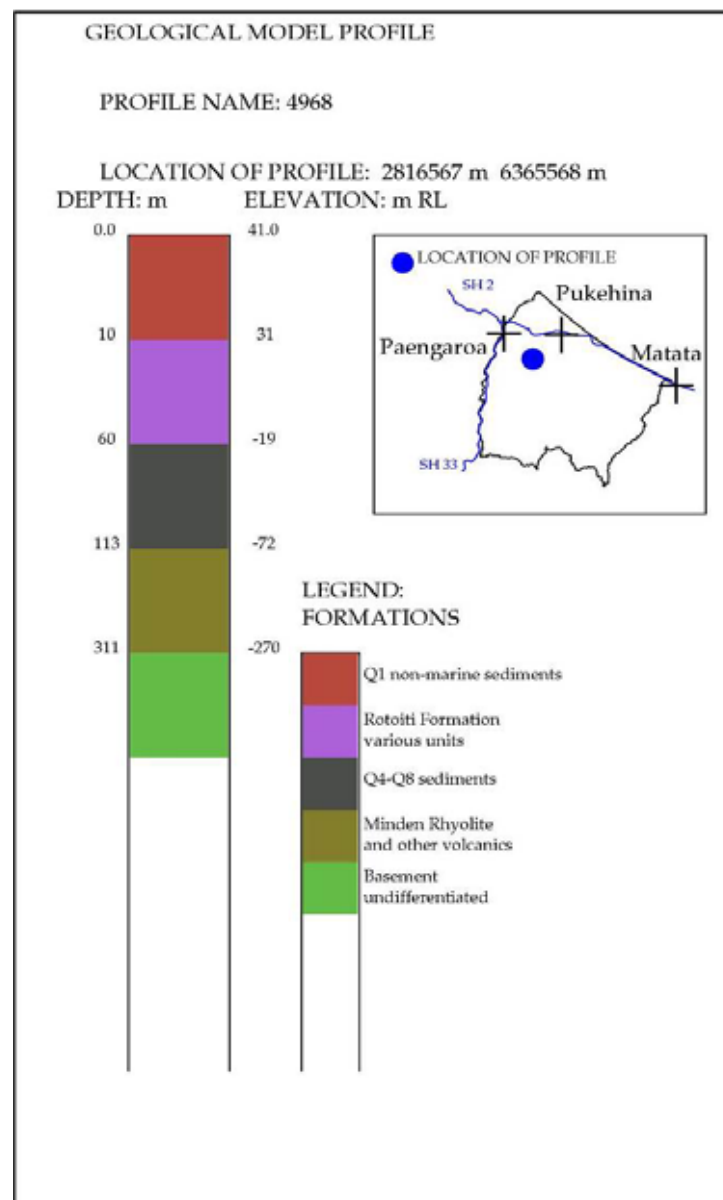 GEOLOGICAL MODEL PROFILE
PROFILE NAME: 4968
LOCATION OF PROFILE: 2816567 m 6365568 m
DEPTH: m ELEVATION: m RL
0.0 41.0
10 31
60 -19
113 -72
311 -270
LOCATION OF PROFILE
SH 2
Pukehina
Paengaroa
Matata
SH 33
LEGEND:
FORMATIONS
Q1 non-marine sediments
Rotoiti Formation
various units
Q4-Q8 sediments
Minden Rhyolite
and other volcanics
Basement
undifferentiated